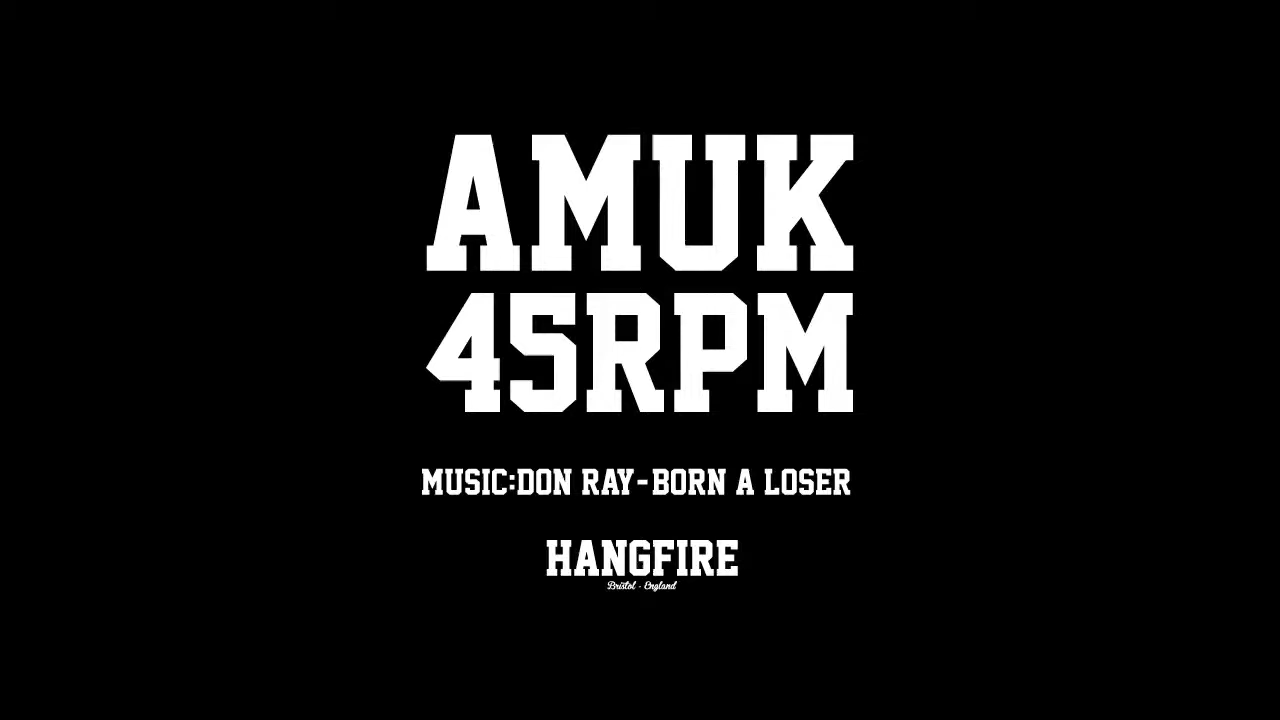 AMUK
45RPM
MUSIC:DON RAY-BORN A LOSER
HANGFIRE
Bristol - England